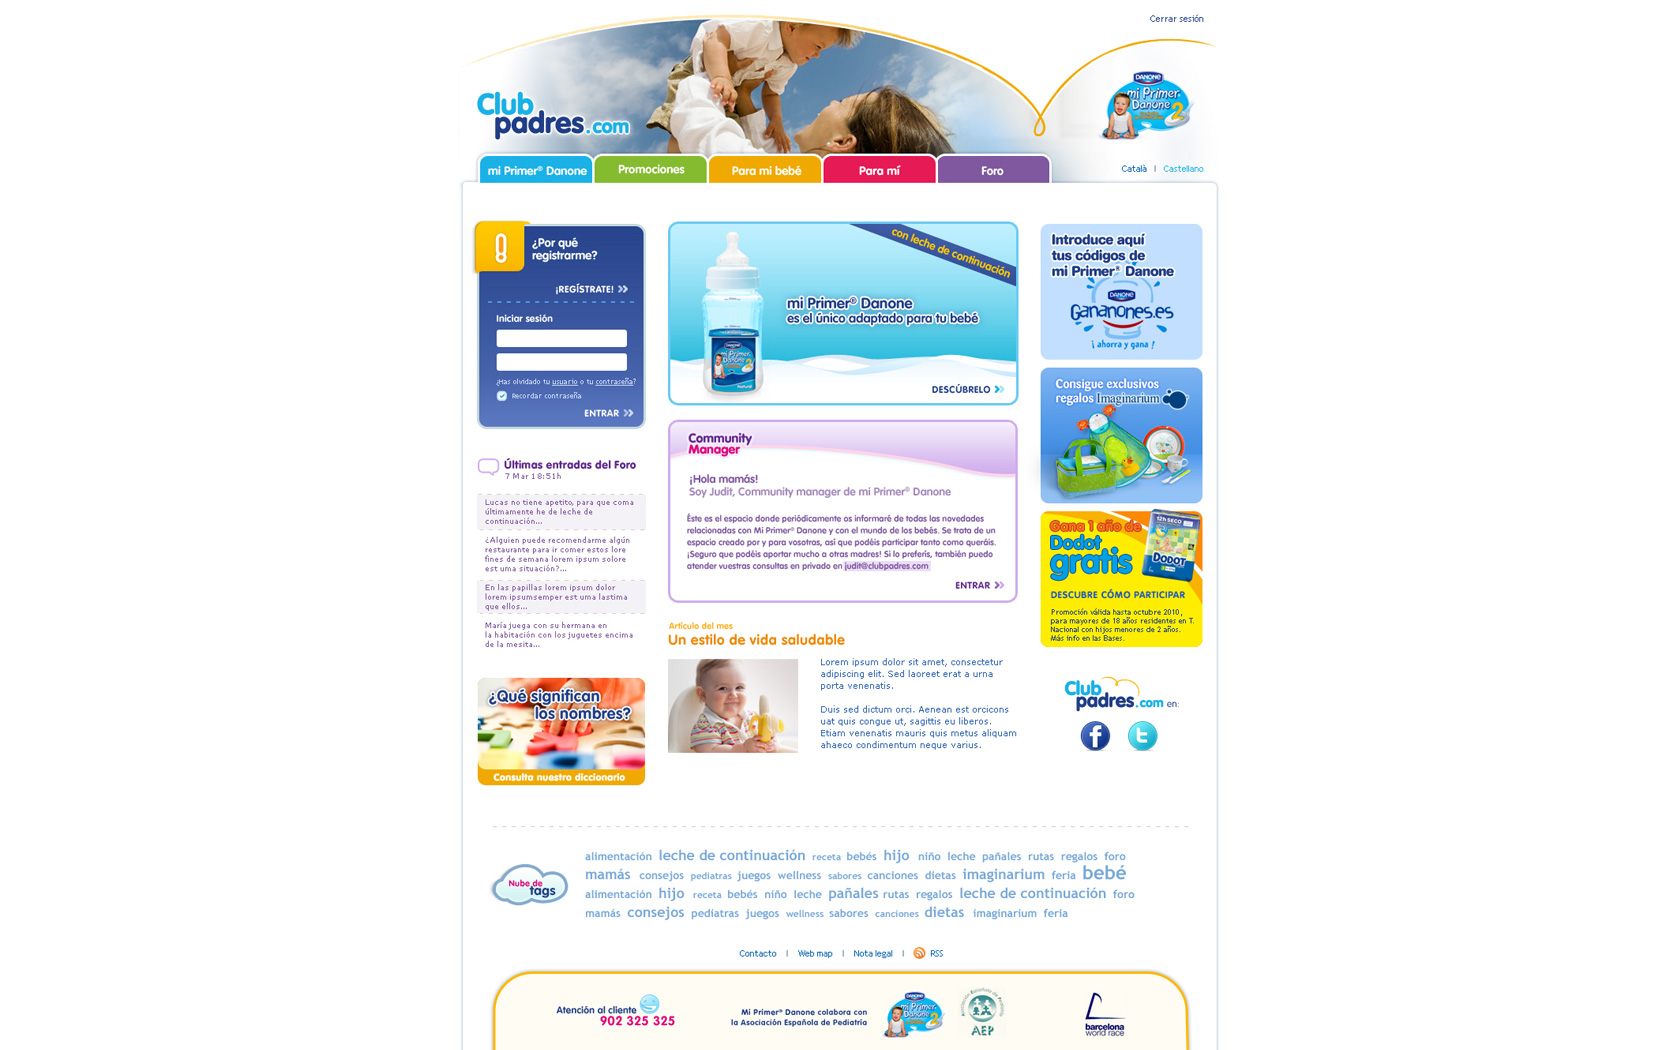 Cerrar sesión
Club
padres.com
DANONE
mi Primer
Danone
2
mi Primer® Danone
Promociones
Para mi bebé
Para mí
Foro
Català | Castellano
¿Por qué
registrarme?
¡REGÍSTRATE!
Iniciar sesión
¿Has olvidado tu usuario o tu contraseña?
Recordar contraseña
ENTRAR
Últimas entradas del Foro
7 Mar 18:51h
Lucas no tiene apetito, para que coma
últimamente he de leche de
continuación...
¿Alguien puede recomendarme algún
restaurante para ir comer estos lore
fines de semana lorem ipsum solore
est uma situación?...
En las papillas lorem ipsum dolor
lorem ipsumsemper est uma lastima
que ellos...
María juega con su hermana en
la habitación con los juguetes encima
de la mesita...
¿Qué significan
los nombres?
Consulta nuestro diccionario
con leche de continuación
mi Primer® Danone
es el único adaptado para tu bebé
DANONE
mi Primer
Danone
2
DESCÚBRELO
Community
Manager
¡Hola mamás!
Soy Judit, Community manager de mi Primer® Danone
Éste es el espacio donde periódicamente os informaré de todas las novedades
relacionadas con Mi Primer® Danone y con el mundo de los bebés. Se trata de un
espacio creado por y para vosotras, así que podéis participar tanto como queráis.
¡Seguro que podéis aportar mucho a otras madres! Si lo preferís, también puedo
atender vuestras consultas en privado en judit@clubpadres.com
ENTRAR
Artículo del mes
Un estilo de vida saludable
Lorem ipsum dolor sit amet, consectetur
adipiscing elit. Sed laoreet erat a urna
porta venenatis.
Duis sed dictum orci. Aenean est orcicons
uat quis congue ut, sagittis eu liberos.
Etiam venenatis mauris quis metus aliquam
ahaeco condimentum neque varius.
Introduce aquí
tus códigos de
mi Primer® Danone
DANONE
Gananones.es
¡ ahorra y gana !
Consigue exclusivos
regalos Imaginarium
Gana 1 año de
Dodot
gratis
12h SECO
DODOT
DESCUBRE CÓMO PARTICIPAR
Promoción válida hasta octubre 2010,
para mayores de 18 años residentes en T.
Nacional con hijos menores de 2 años.
Más info en las Bases.
Club
padres.com en:
f t
Nube de
tags
alimentación leche de continuación receta bebés hijo niño leche pañales rutas regalos foro
mamás consejos pediatras juegos wellness sabores canciones dietas imaginarium feria bebé
alimentación hijo receta bebés niño leche pañales rutas regalos leche de continuación foro
mamás consejos pediatras juegos wellness sabores canciones dietas imaginarium feria
Contacto | Web map | Nota legal | RSS
Atención al cliente
902 325 325
Mi Primer® Danone colabora con
la Asociación Española de Pediatría
DANONE
mi Primer
Danone
2
AEP
barcelona
world race